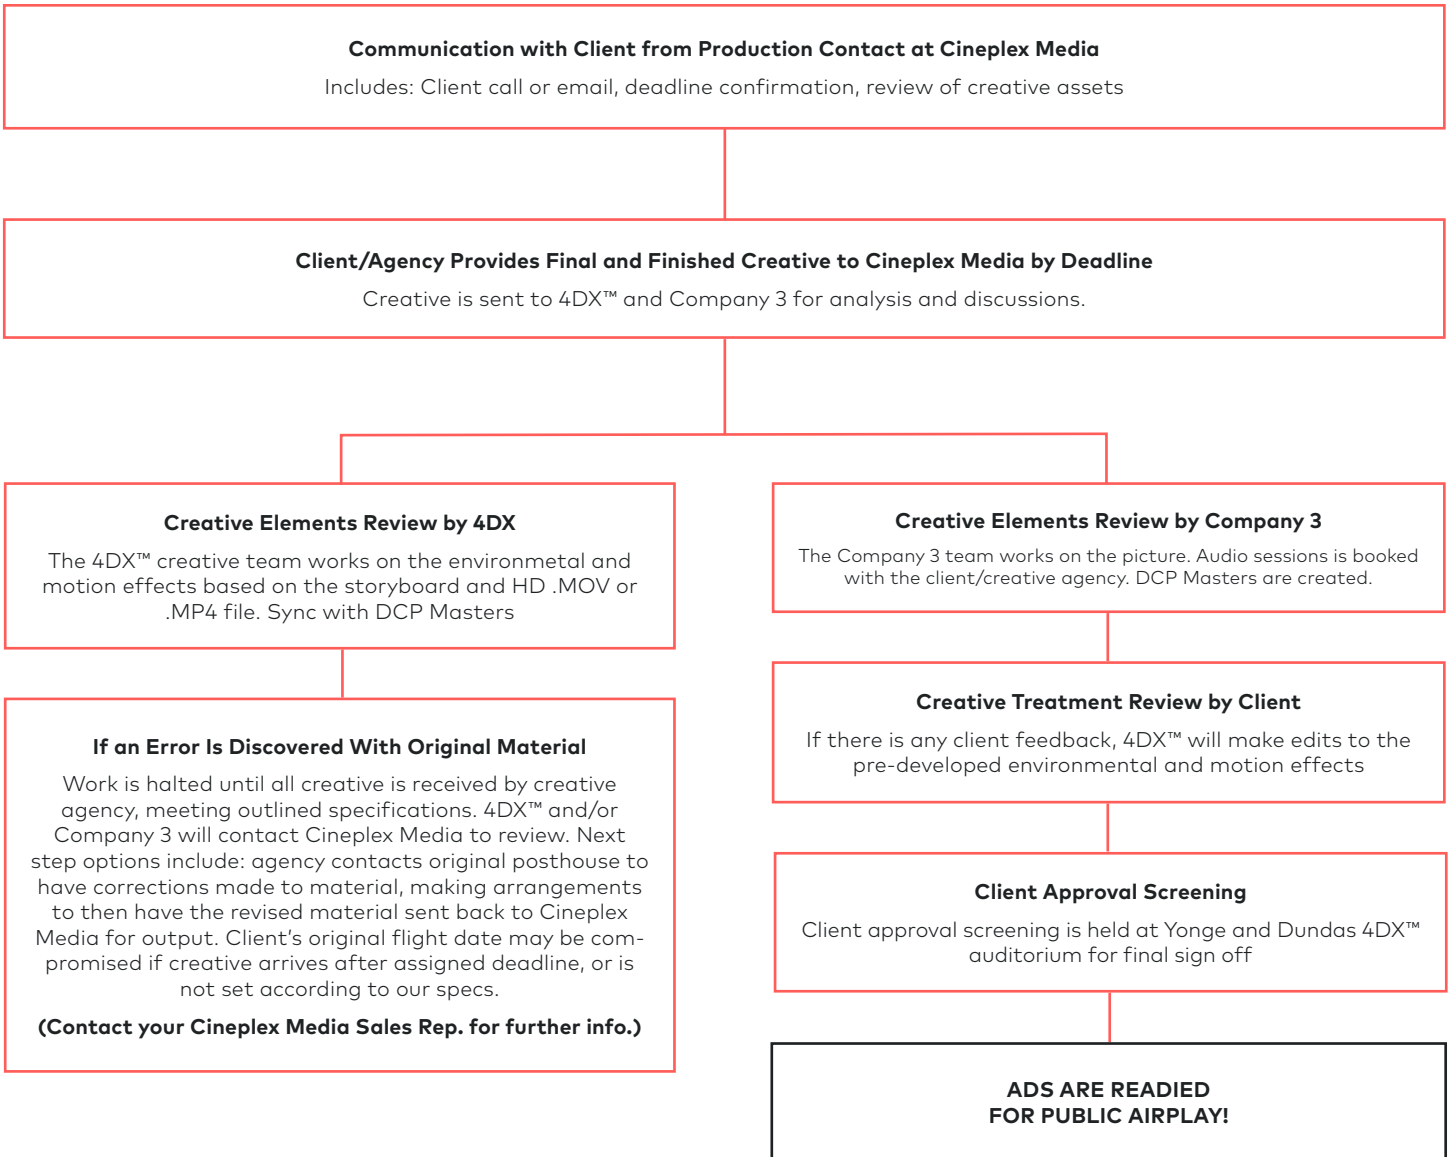 Communication with Client from Production Contact at Cineplex Media
Includes: Client call or email, deadline confirmation, review of creative assets
Client/Agency Provides Final and Finished Creative to Cineplex Media by Deadline
Creative is sent to 4DX™ and Company 3 for analysis and discussions.
Creative Elements Review by 4DX
The 4DX™ creative team works on the environmetal and
motion effects based on the storyboard and HD .MOV or
.MP4 file. Sync with DCP Masters
If an Error Is Discovered With Original Material
Work is halted until all creative is received by creative
agency, meeting outlined specifications. 4DX™ and/or
Company 3 will contact Cineplex Media to review. Next
step options include: agency contacts original posthouse to
have corrections made to material, making arrangements
to then have the revised material sent back to Cineplex
Media for output. Client's original flight date may be com-
promised if creative arrives after assigned deadline, or is
not set according to our specs.
(Contact your Cineplex Media Sales Rep. for further info.)
Creative Elements Review by Company 3
The Company 3 team works on the picture. Audio sessions is booked
with the client/creative agency. DCP Masters are created.
Creative Treatment Review by Client
If there is any client feedback, 4DX™ will make edits to the
pre-developed environmental and motion effects
Client Approval Screening
Client approval screening is held at Yonge and Dundas 4DX™
auditorium for final sign off
ADS ARE READIED
FOR PUBLIC AIRPLAY!